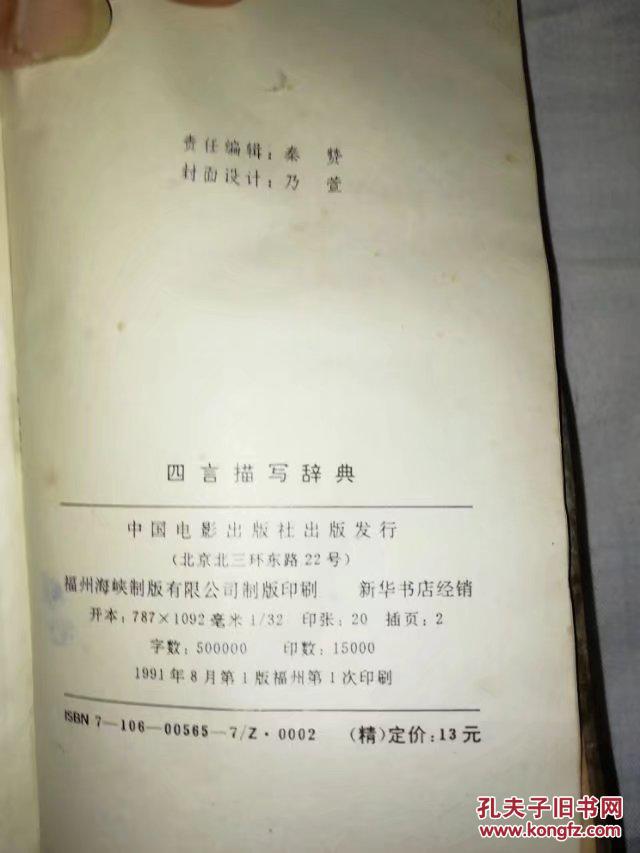 责任编辑：秦 赞
封面设计：乃 萱
四言描写辞典
中国电影出版社出版发行
（北京北三环东路22号）
福州海峡制版有限公司制版印刷 新华书店经销
开本：787×1092毫米1/32 印张：20 插页：2
字数：500000 印数：15000
1991年8月第1版福州第1次印刷
ISBN 7—106—00565—7/Z·0002 （精）定价：13元
孔夫子旧书网
www.kongfz.com